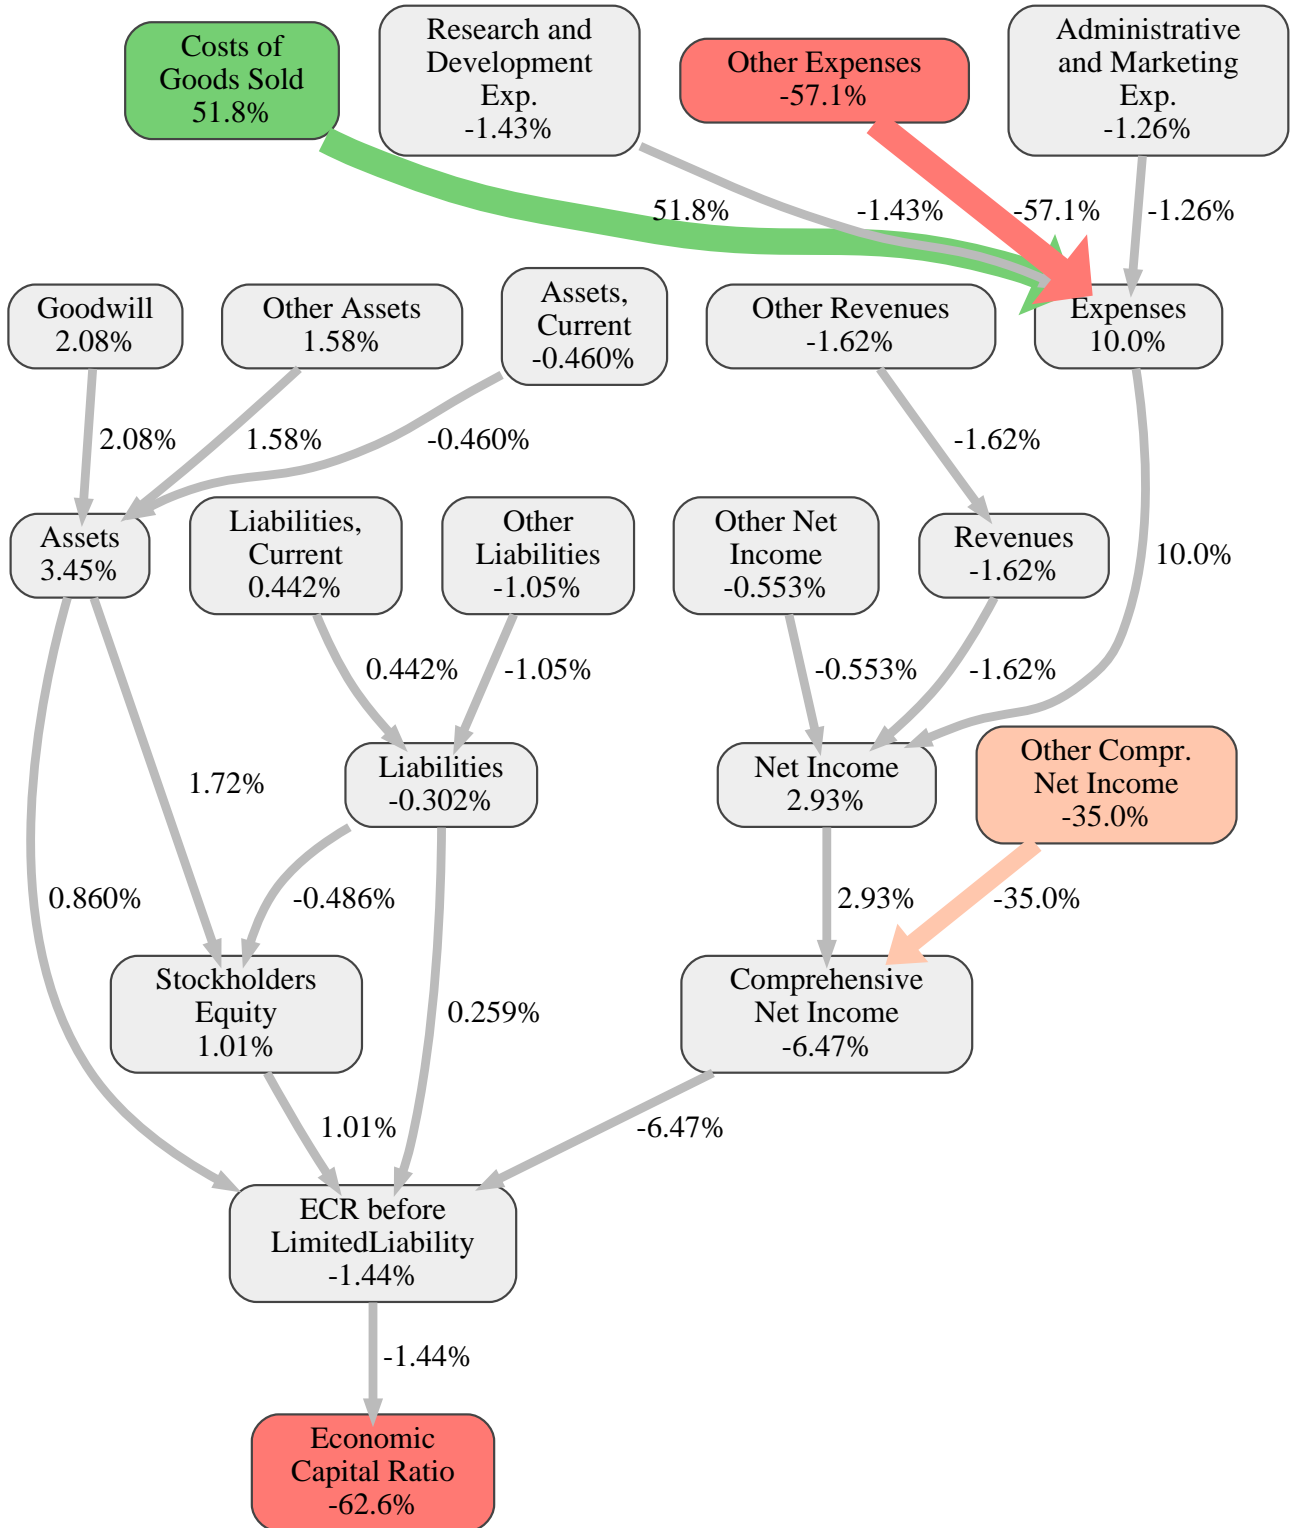 Costs of
Goods Sold
51.8%
Research and
Development
Exp.
-1.43%
Other Expenses
-57.1%
Administrative
and Marketing
Exp.
-1.26%
51.8%
-1.43%
-57.1%
-1.26%
Goodwill
2.08%
Other Assets
1.58%
Assets,
Current
-0.460%
Other Revenues
-1.62%
Expenses
10.0%
2.08%
1.58%
-0.460%
-1.62%
10.0%
Assets
3.45%
Liabilities,
Current
0.442%
Other
Liabilities
-1.05%
Other Net
Income
-0.553%
Revenues
-1.62%
0.442%
-1.05%
-0.553%
-1.62%
1.72%
Liabilities
-0.302%
Net Income
2.93%
Other Compr.
Net Income
-35.0%
0.860%
-0.486%
2.93%
-35.0%
Stockholders
Equity
1.01%
0.259%
Comprehensive
Net Income
-6.47%
1.01%
-6.47%
ECR before
LimitedLiability
-1.44%
-1.44%
Economic
Capital Ratio
-62.6%